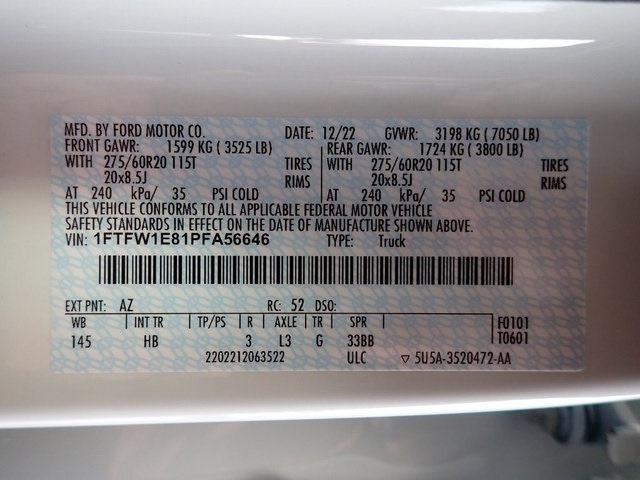 MFD. BY FORD MOTOR CO. DATE: 12/22 GVWR: 3198 KG ( 7050 LB)
FRONT GAWR: 1599 KG ( 3525 LB) REAR GAWR: 1724 KG ( 3800 LB)
WITH 275/60R20 115T TIRES WITH 275/60R20 115T TIRES
20x8.5J RIMS 20x8.5J RIMS
AT 240 kPa/ 35 PSI COLD AT 240 kPa/ 35 PSI COLD
THIS VEHICLE CONFORMS TO ALL APPLICABLE FEDERAL MOTOR VEHICLE
SAFETY STANDARDS IN EFFECT ON THE DATE OF MANUFACTURE SHOWN ABOVE.
VIN: 1FTFW1E81PFA56646 TYPE: Truck
EXT PNT: AZ RC: 52 DSO:
WB INT TR TP/PS R AXLE TR SPR F0101
145 HB 3 L3 G 33BB T0601
2202212063522 ULC ▽ 5U5A-3520472-AA